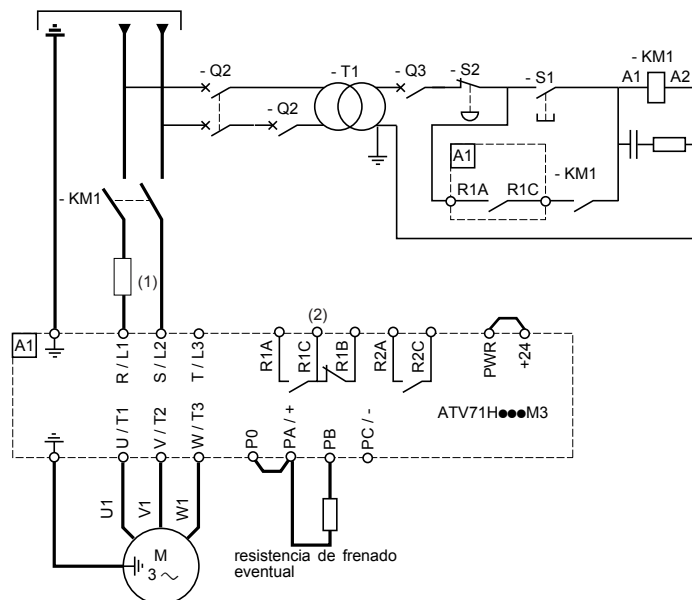 - Q2
- T1
- Q3
- S2
- S1
- KM1
A1
A2
- Q2
A1
R1A
R1C
- KM1
- KM1
(1)
(2)
A1
R / L1
S / L2
T / L3
R1A
R1C
R1B
R2A
R2C
PWR
+24
ATV71H●●●M3
U / T1
V / T2
W / T3
P0
PA / +
PB
PC / -
U1
V1
W1
M
3 ~
resistencia de frenado
eventual